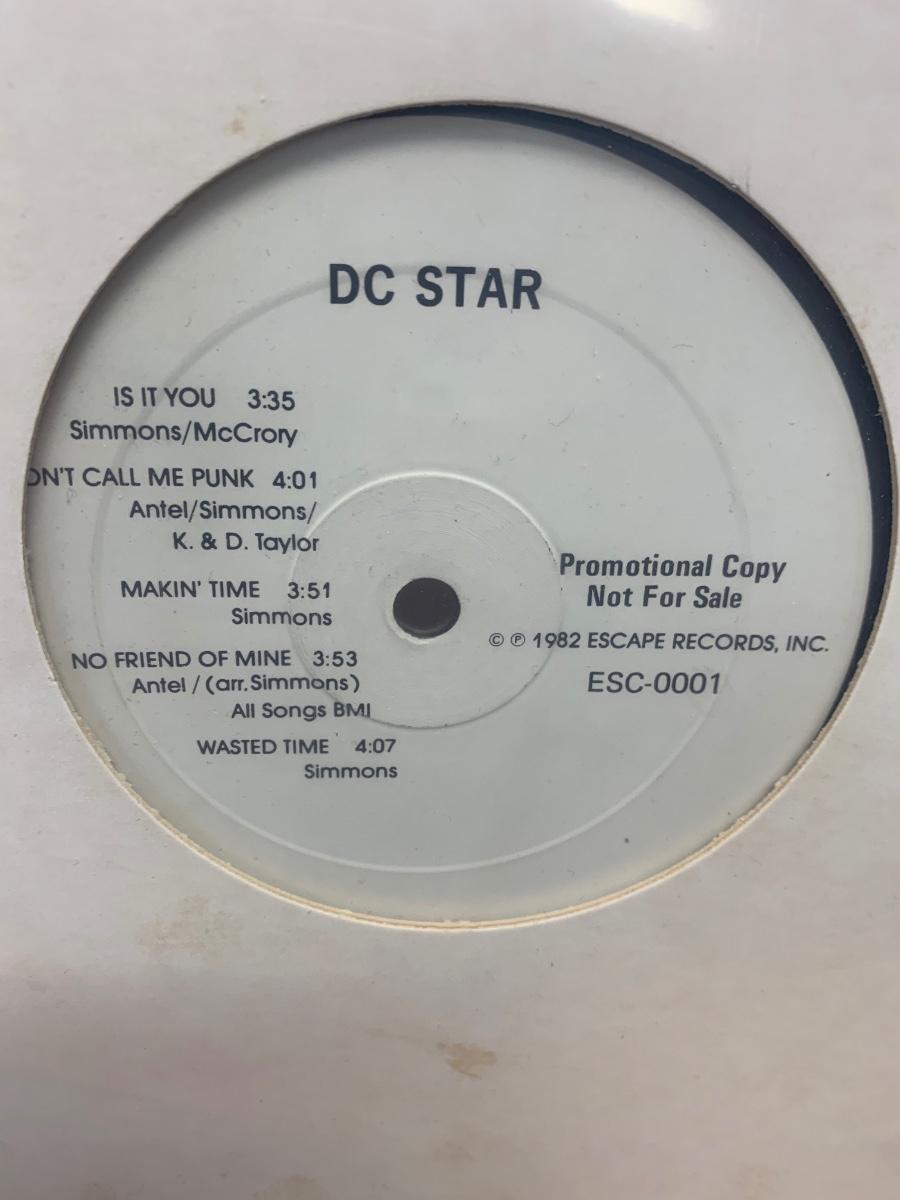 DC STAR
IS IT YOU 3:35
Simmons/McCrory
ON'T CALL ME PUNK 4:01
Antel/Simmons/
K. & D. Taylor
MAKIN' TIME 3:51
Simmons
NO FRIEND OF MINE 3:53
Antel / (arr. Simmons)
All Songs BMI
WASTED TIME 4:07
Simmons
Promotional Copy
Not For Sale
© ℗ 1982 ESCAPE RECORDS, INC.
ESC-0001